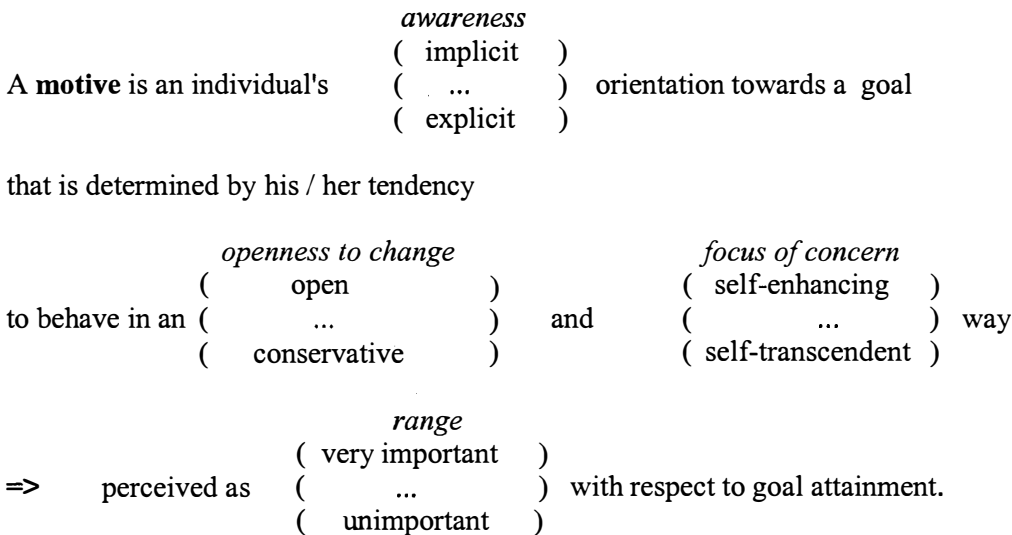 awareness
( implicit )
A motive is an individual's ( ... ) orientation towards a goal
( explicit )
that is determined by his / her tendency
openness to change focus of concern
( open ) ( self-enhancing )
to behave in an ( ... ) and ( ... ) way
( conservative ) ( self-transcendent )
range
( very important )
=> perceived as ( ... ) with respect to goal attainment.
( unimportant )